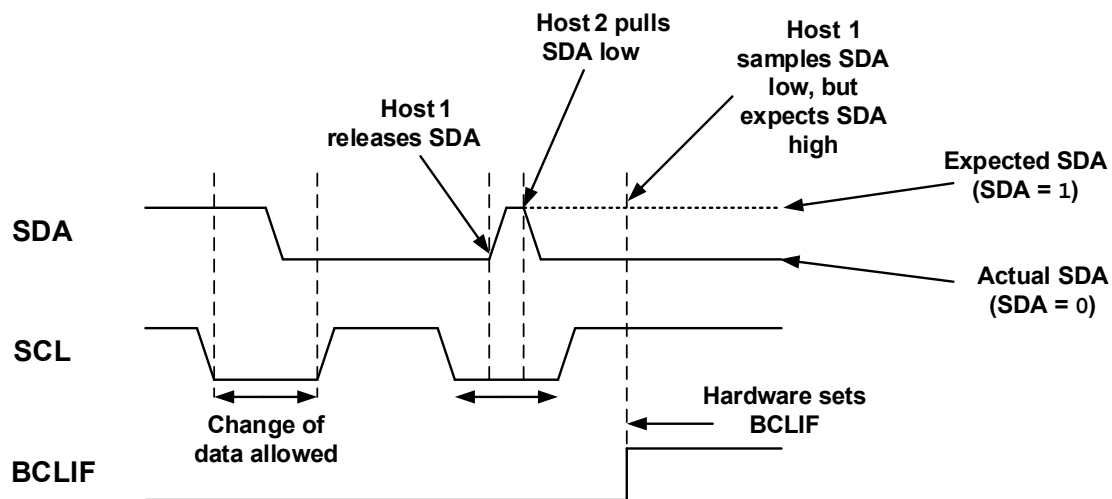 Host 2 pulls
SDA low
Host 1
samples SDA
low, but
expects SDA
high
Host 1
releases SDA
Expected SDA
(SDA = 1)
SDA
Actual SDA
(SDA = 0)
SCL
Change of
data allowed
Hardware sets
BCLIF
BCLIF